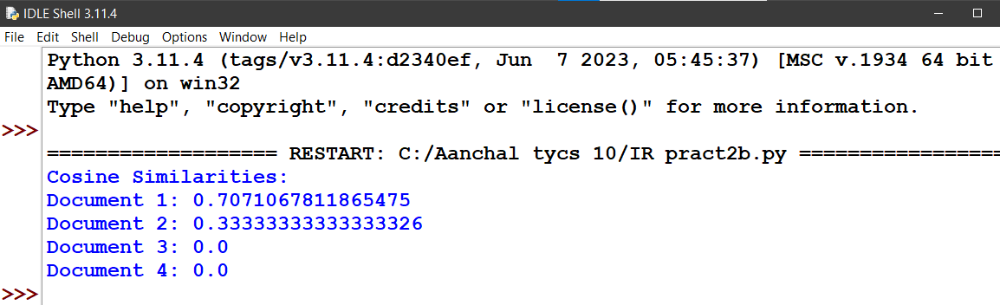 IDLE Shell 3.11.4
File Edit Shell Debug Options Window Help
Python 3.11.4 (tags/v3.11.4:d2340ef, Jun  7 2023, 05:45:37) [MSC v.1934 64 bit
AMD64)] on win32
Type "help", "copyright", "credits" or "license()" for more information.
>>>
=================== RESTART: C:/Aanchal tycs 10/IR pract2b.py =================
Cosine Similarities:
Document 1: 0.7071067811865475
Document 2: 0.33333333333333326
Document 3: 0.0
Document 4: 0.0
>>>